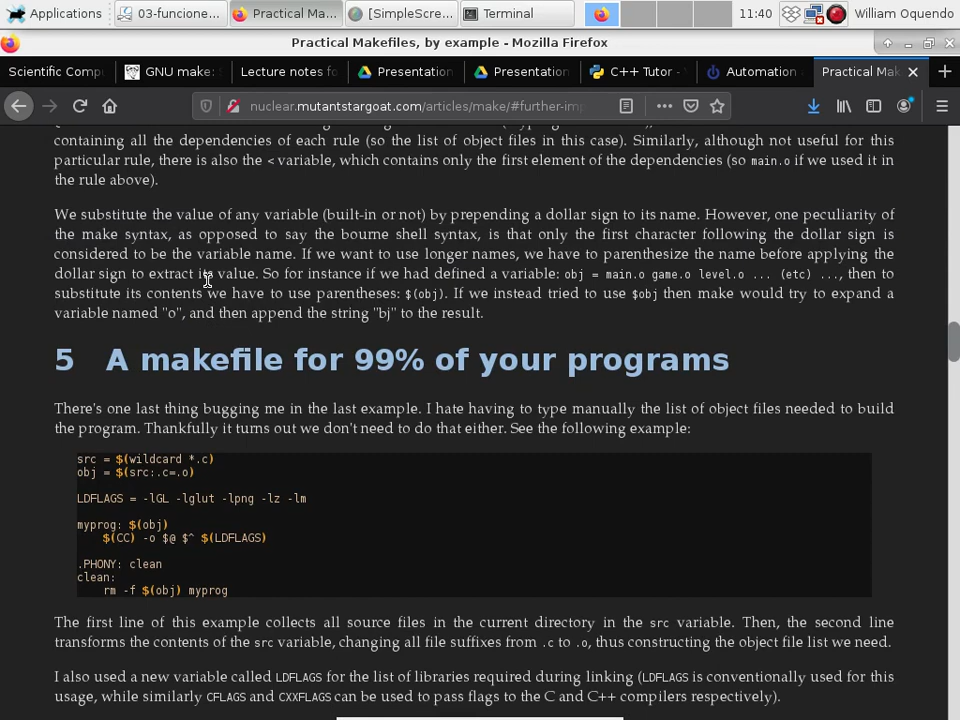 Applications
03-funcione...
Practical Ma...
[SimpleScre...
Terminal
11:40
William Oquendo
Practical Makefiles, by example - Mozilla Firefox
Scientific Compu
GNU make:
Lecture notes fo
Presentation
Presentation
C++ Tutor -
Automation
Practical Mak
nuclear.mutantstargoat.com/articles/make/#further-imp
containing all the dependencies of each rule (so the list of object files in this case). Similarly, although not useful for this
particular rule, there is also the < variable, which contains only the first element of the dependencies (so main.o if we used it in
the rule above).
We substitute the value of any variable (built-in or not) by prepending a dollar sign to its name. However, one peculiarity of
the make syntax, as opposed to say the bourne shell syntax, is that only the first character following the dollar sign is
considered to be the variable name. If we want to use longer names, we have to parenthesize the name before applying the
dollar sign to extract its value. So for instance if we had defined a variable: obj = main.o game.o level.o ... (etc) ..., then to
substitute its contents we have to use parentheses: $(obj). If we instead tried to use $obj then make would try to expand a
variable named "o", and then append the string "bj" to the result.
5 A makefile for 99% of your programs
There's one last thing bugging me in the last example. I hate having to type manually the list of object files needed to build
the program. Thankfully it turns out we don't need to do that either. See the following example:
src = $(wildcard *.c)
obj = $(src:.c=.o)
LDFLAGS = -lGL -lglut -lpng -lz -lm
myprog: $(obj)
$(CC) -o $@ $^ $(LDFLAGS)
.PHONY: clean
clean:
rm -f $(obj) myprog
The first line of this example collects all source files in the current directory in the src variable. Then, the second line
transforms the contents of the src variable, changing all file suffixes from .c to .o, thus constructing the object file list we need.
I also used a new variable called LDFLAGS for the list of libraries required during linking (LDFLAGS is conventionally used for this
usage, while similarly CFLAGS and CXXFLAGS can be used to pass flags to the C and C++ compilers respectively).